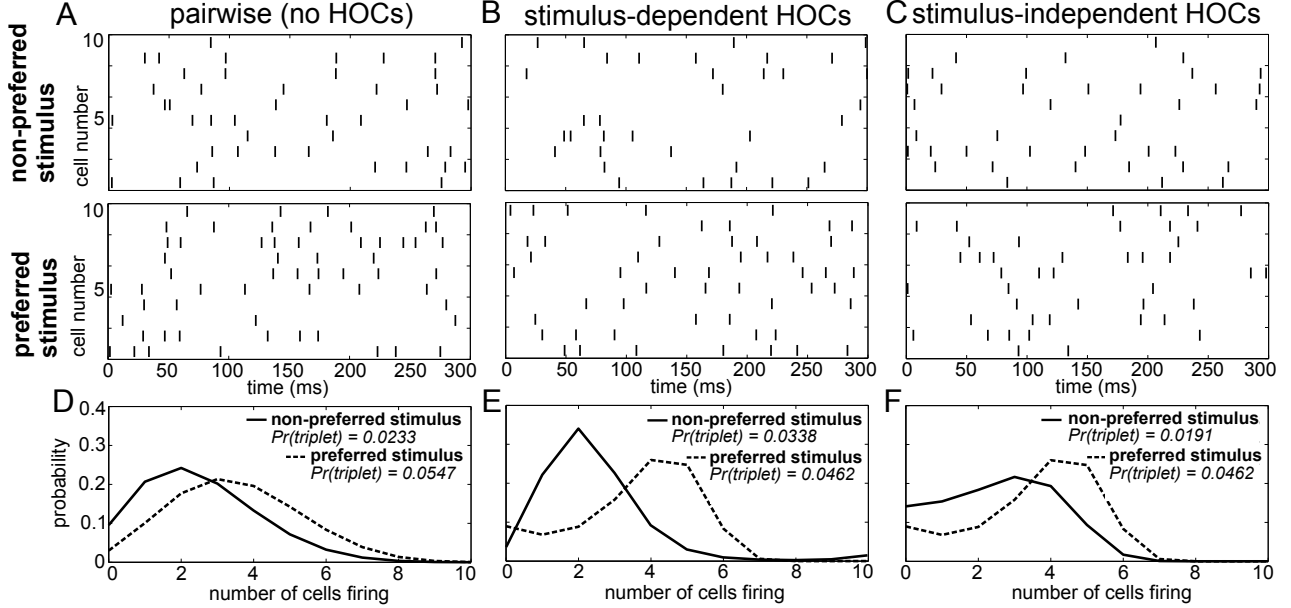 A pairwise (no HOCs)
B stimulus-dependent HOCs
C stimulus-independent HOCs
non-preferred
stimulus
cell number
10
5
preferred
stimulus
cell number
10
5
0 50 100 150 200 250 300
time (ms)
0 50 100 150 200 250 300
time (ms)
0 50 100 150 200 250 300
time (ms)
D
probability
0.4
0.3
0.2
0.1
0
non-preferred stimulus
Pr(triplet) = 0.0233
preferred stimulus
Pr(triplet) = 0.0547
0 2 4 6 8 10
number of cells firing
E
non-preferred stimulus
Pr(triplet) = 0.0338
preferred stimulus
Pr(triplet) = 0.0462
0 2 4 6 8 10
number of cells firing
F
non-preferred stimulus
Pr(triplet) = 0.0191
preferred stimulus
Pr(triplet) = 0.0462
0 2 4 6 8 10
number of cells firing